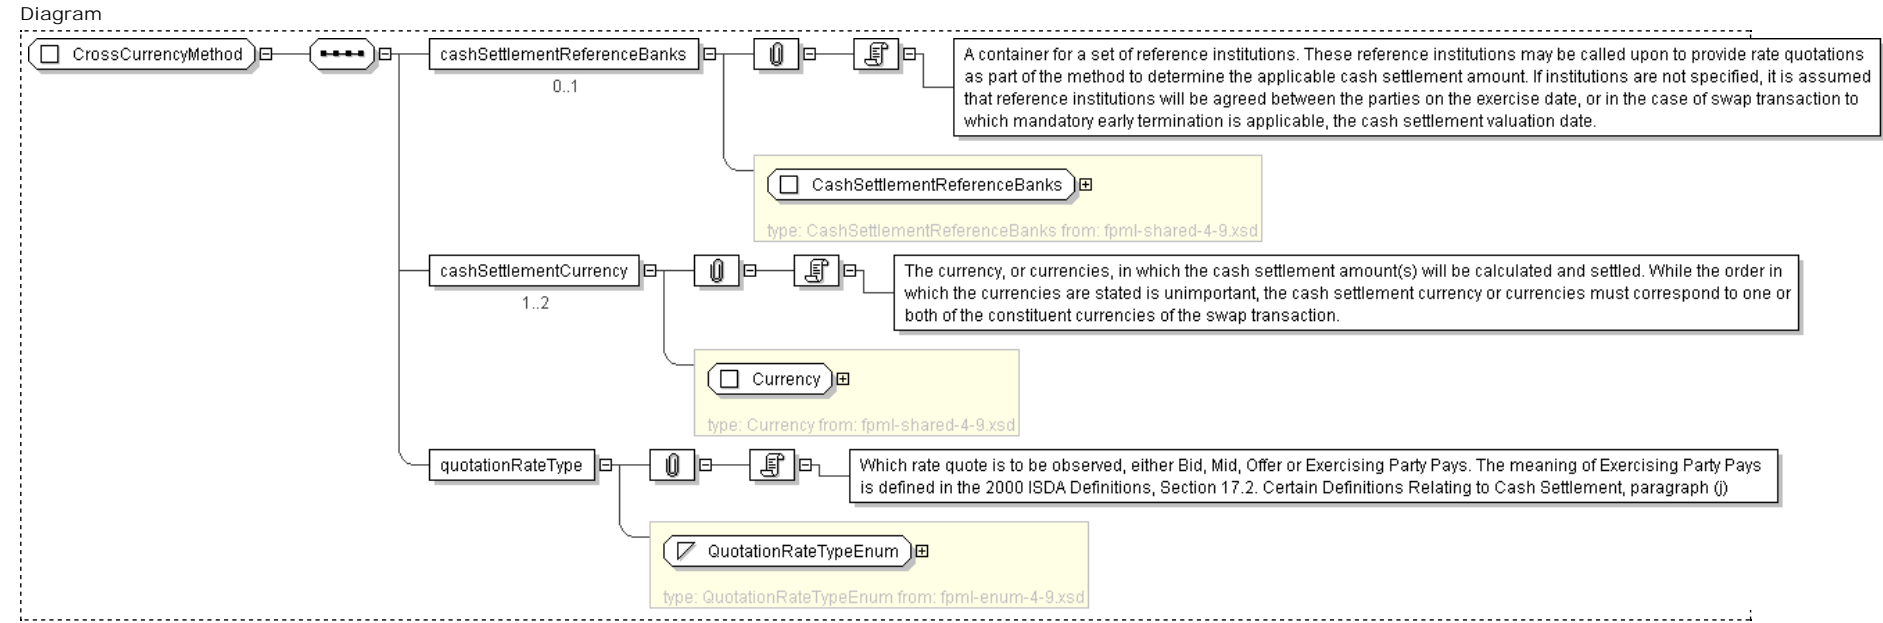 Diagram
CrossCurrencyMethod
cashSettlementReferenceBanks
0..1
A container for a set of reference institutions. These reference institutions may be called upon to provide rate quotations
as part of the method to determine the applicable cash settlement amount. If institutions are not specified, it is assumed
that reference institutions will be agreed between the parties on the exercise date, or in the case of swap transaction to
which mandatory early termination is applicable, the cash settlement valuation date.
CashSettlementReferenceBanks
type: CashSettlementReferenceBanks from: fpml-shared-4-9.xsd
cashSettlementCurrency
1..2
The currency, or currencies, in which the cash settlement amount(s) will be calculated and settled. While the order in
which the currencies are stated is unimportant, the cash settlement currency or currencies must correspond to one or
both of the constituent currencies of the swap transaction.
Currency
type: Currency from: fpml-shared-4-9.xsd
quotationRateType
Which rate quote is to be observed, either Bid, Mid, Offer or Exercising Party Pays. The meaning of Exercising Party Pays
is defined in the 2000 ISDA Definitions, Section 17.2. Certain Definitions Relating to Cash Settlement, paragraph (j)
QuotationRateTypeEnum
type: QuotationRateTypeEnum from: fpml-enum-4-9.xsd